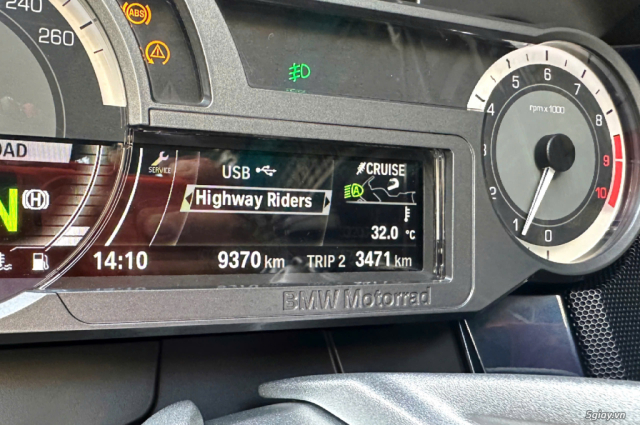 240
260
ABS
OAD
N
(H)
SERVICE
USB
CRUISE
A
Highway Riders
32.0 °C
14:10
9370 km
TRIP 2 3471 km
BMW Motorrad
rpm x 1000
0
1
2
3
4
5
6
7
8
9
10
5giay.vn